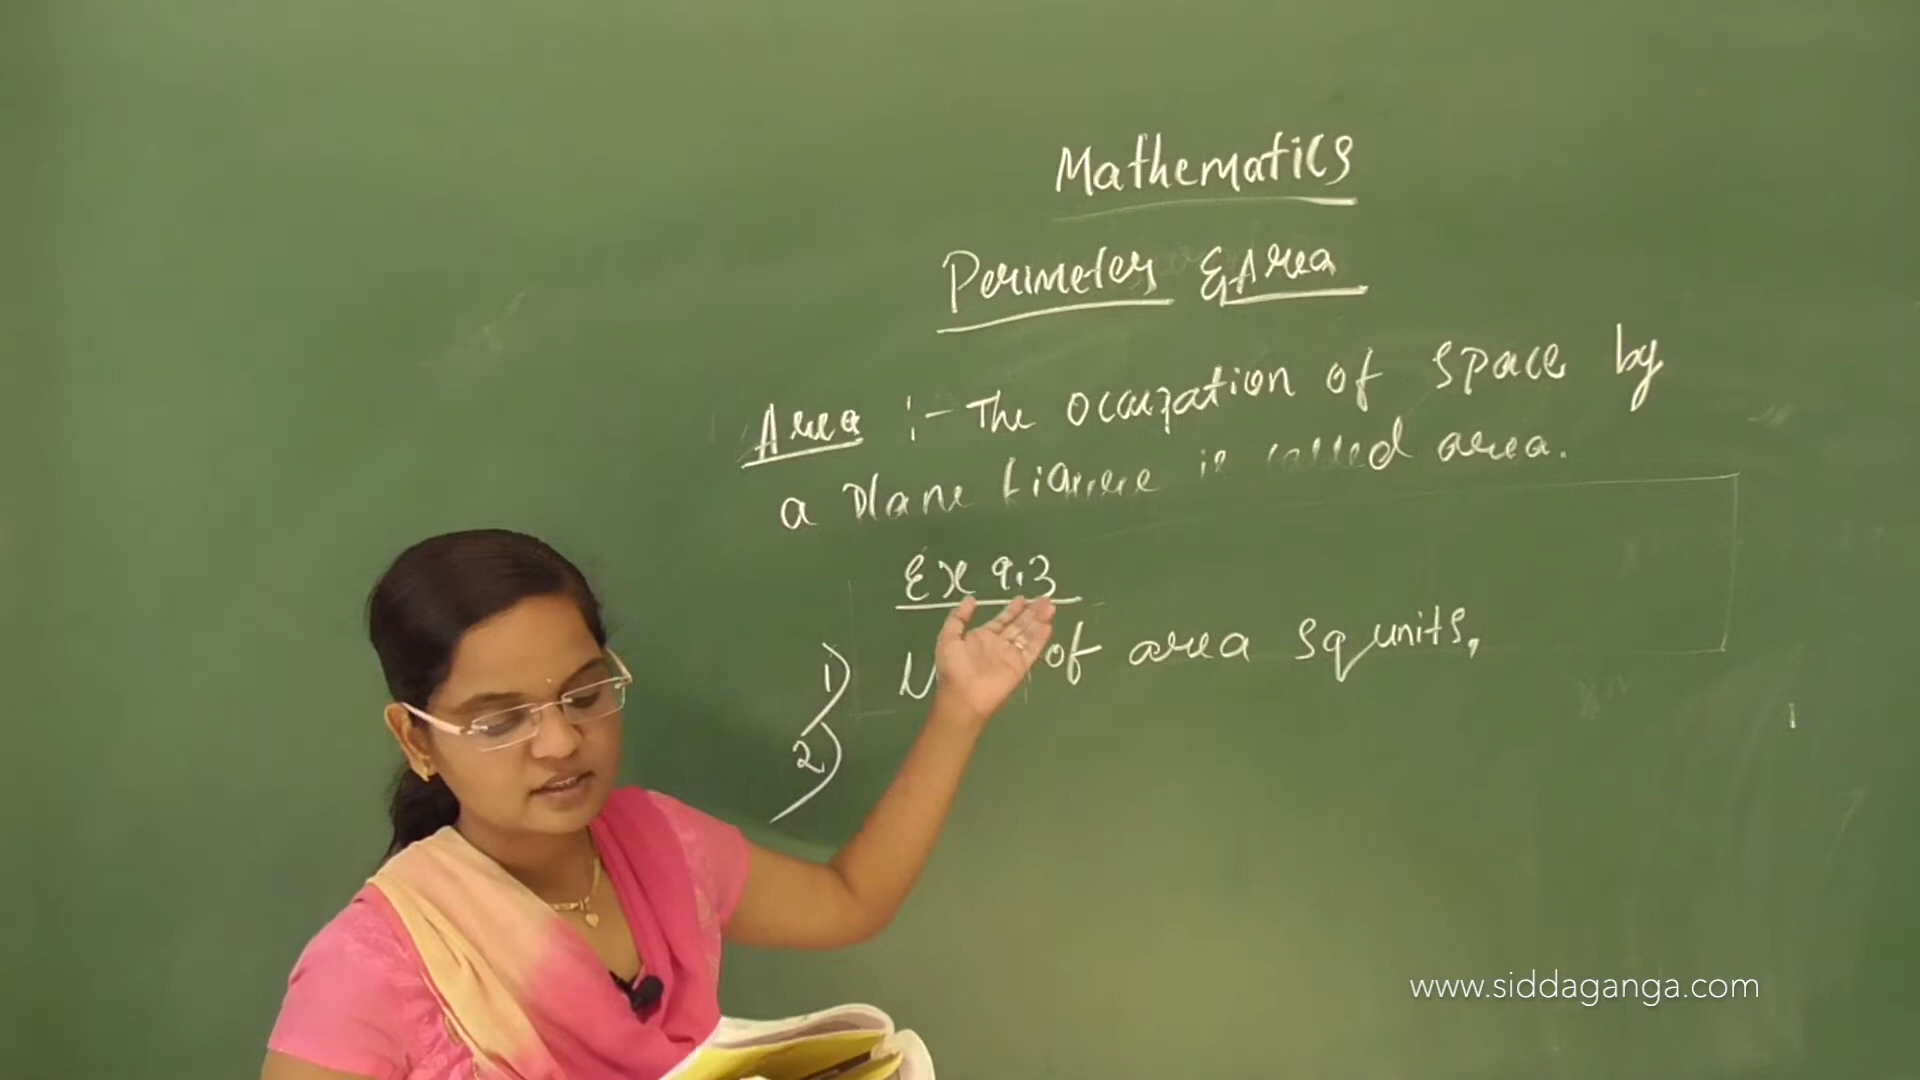 Mathematics
Perimeter & Area
Area :- The Occupation of space by
a plane figure is called area.
Ex 9.3
1) of area sq units,
2)
www.siddaganga.com